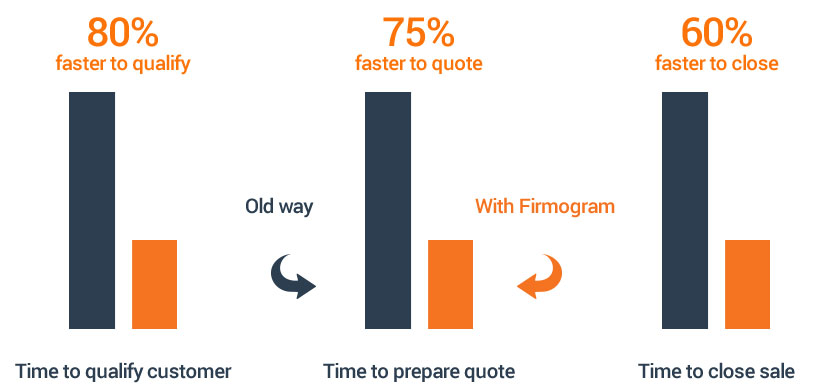 80%
faster to qualify
75%
faster to quote
60%
faster to close
Old way
With Firmogram
Time to qualify customer
Time to prepare quote
Time to close sale